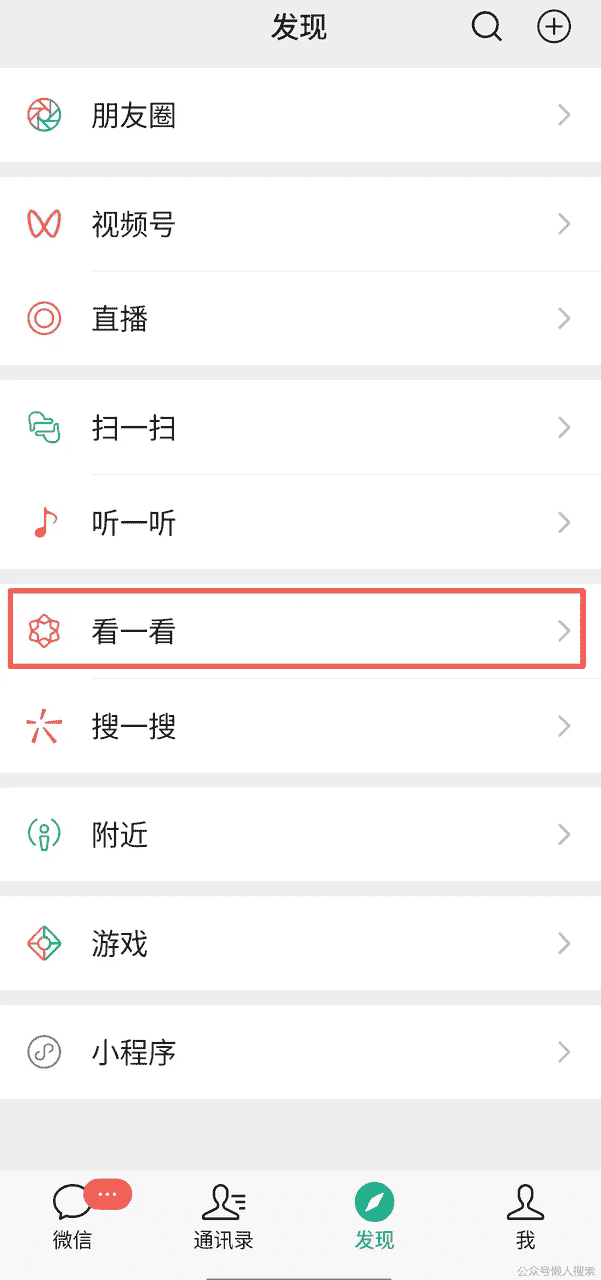 发现
朋友圈
视频号
直播
扫一扫
听一听
看一看
搜一搜
附近
游戏
小程序
微信
通讯录
发现
我
公众号懒人搜索